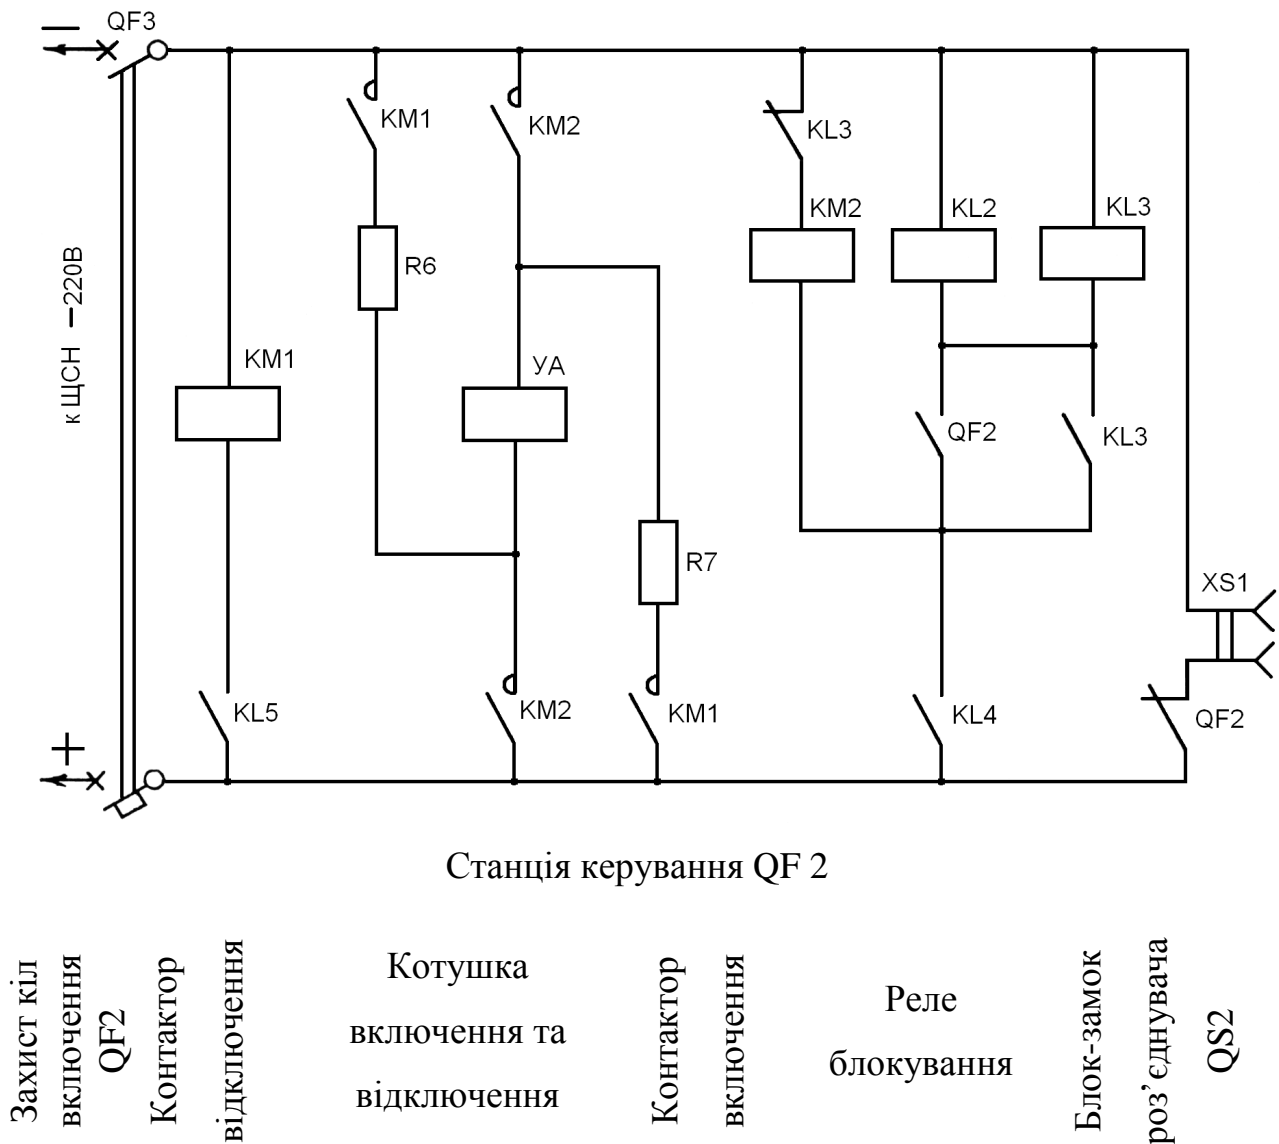 QF3
KM1
KM2
KL3
KM2
KL2
KL3
R6
к ЩСН −220В
KM1
УА
QF2
KL3
R7
XS1
KL5
KM2
KM1
KL4
QF2
Станція керування QF 2
Захист кіл
включення
QF2
Контактор
відключення
Котушка
включення та
відключення
Контактор
включення
Реле
блокування
Блок-замок
роз’єднувача
QS2